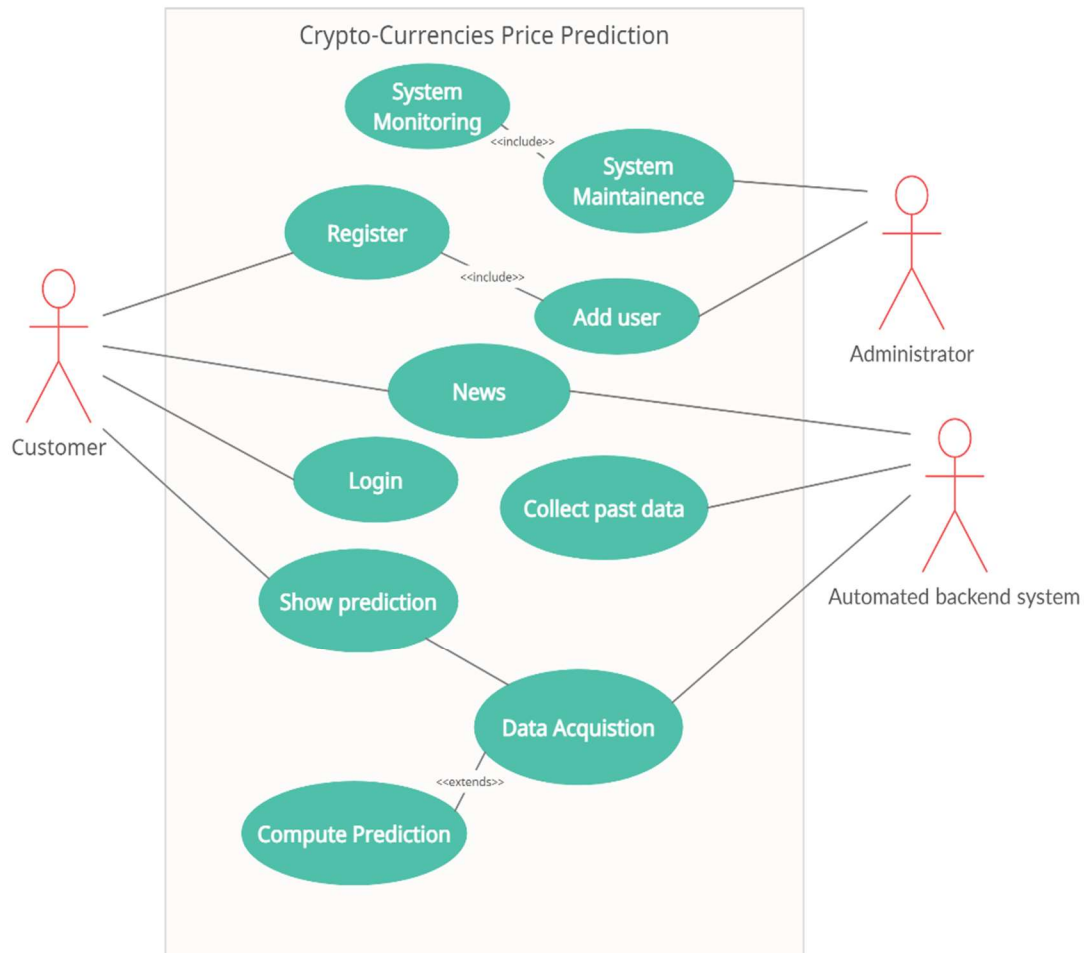 Crypto-Currencies Price Prediction
System
Monitoring
<<include>>
System
Maintainence
Register
<<include>>
Add user
Administrator
News
Customer
Login
Collect past data
Automated backend system
Show prediction
Data Acquistion
<<extends>>
Compute Prediction